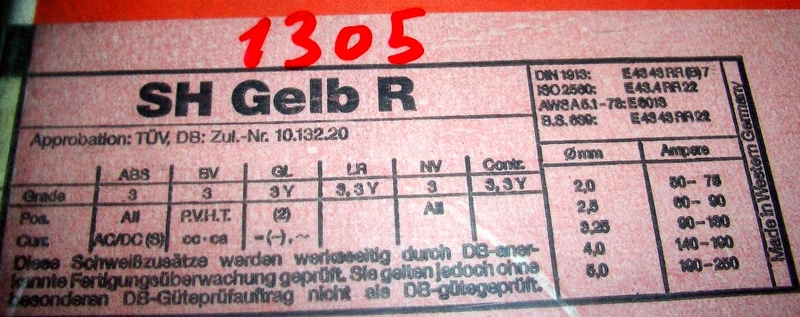 1305
SH Gelb R
DIN 1913: E 43 43 RR (B) 7
ISO 2560: E 43.4 RR 22
AWS A 5.1-78: E 6013
B.S. 639: E 43 43 RR 22
Approbation: TÜV, DB: Zul.-Nr. 10.132.20
ABS BV GL LR NV Contr.
Grade 3 3 3 Y 3, 3 Y 3 3, 3 Y
Pos. All P.V.H.T. (2) All
Curr. AC/DC (S) cc·ca =(-), ~
Ø mm Ampere
2,0 50-75
2,5 60-90
3,25 90-130
4,0 140-190
5,0 190-250
Diese Schweißzusätze werden werkseitig durch DB-aner-
kannte Fertigungsüberwachung geprüft. Sie gelten jedoch ohne
besonderen DB-Güteprüfauftrag nicht als DB-gütegeprüft.
Made in Western Germany